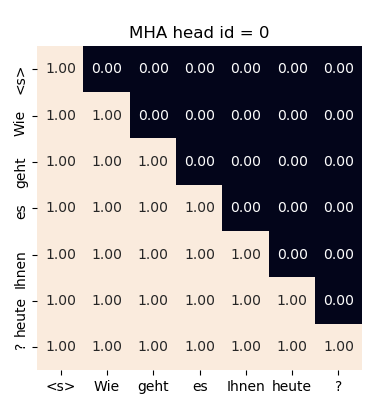 MHA head id = 0
<s> 1.00 0.00 0.00 0.00 0.00 0.00 0.00
Wie 1.00 1.00 0.00 0.00 0.00 0.00 0.00
geht 1.00 1.00 1.00 0.00 0.00 0.00 0.00
es 1.00 1.00 1.00 1.00 0.00 0.00 0.00
Ihnen 1.00 1.00 1.00 1.00 1.00 0.00 0.00
heute 1.00 1.00 1.00 1.00 1.00 1.00 0.00
? 1.00 1.00 1.00 1.00 1.00 1.00 1.00
<s> Wie geht es Ihnen heute ?